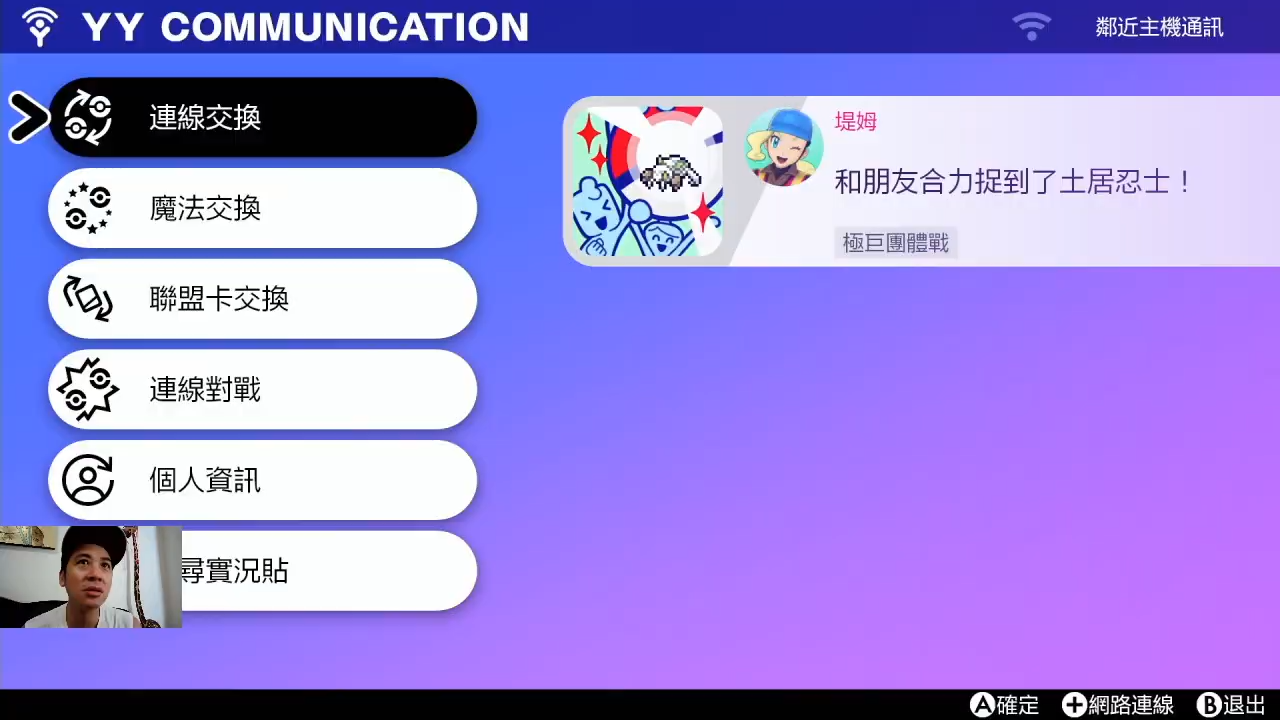 YY COMMUNICATION
鄰近主機通訊
連線交換
魔法交換
聯盟卡交換
連線對戰
個人資訊
尋實況貼
堤姆
和朋友合力捉到了土居忍士！
極巨團體戰
A確定
+網路連線
B退出